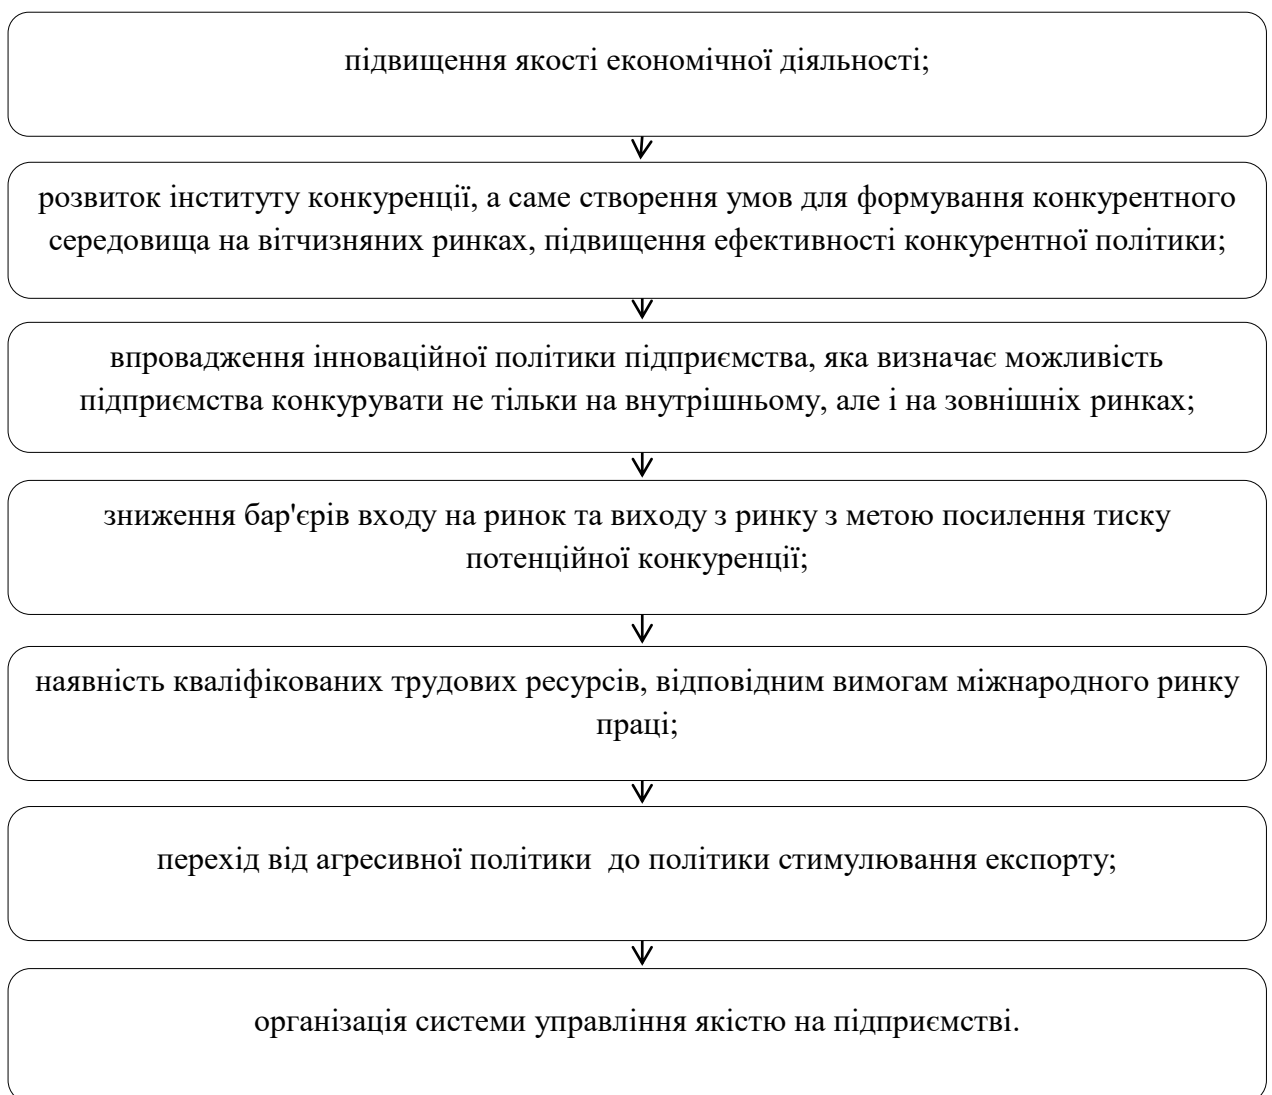 підвищення якості економічної діяльності;
розвиток інституту конкуренції, а саме створення умов для формування конкурентного
середовища на вітчизняних ринках, підвищення ефективності конкурентної політики;
впровадження інноваційної політики підприємства, яка визначає можливість
підприємства конкурувати не тільки на внутрішньому, але і на зовнішніх ринках;
зниження бар'єрів входу на ринок та виходу з ринку з метою посилення тиску
потенційної конкуренції;
наявність кваліфікованих трудових ресурсів, відповідним вимогам міжнародного ринку
праці;
перехід від агресивної політики  до політики стимулювання експорту;
організація системи управління якістю на підприємстві.